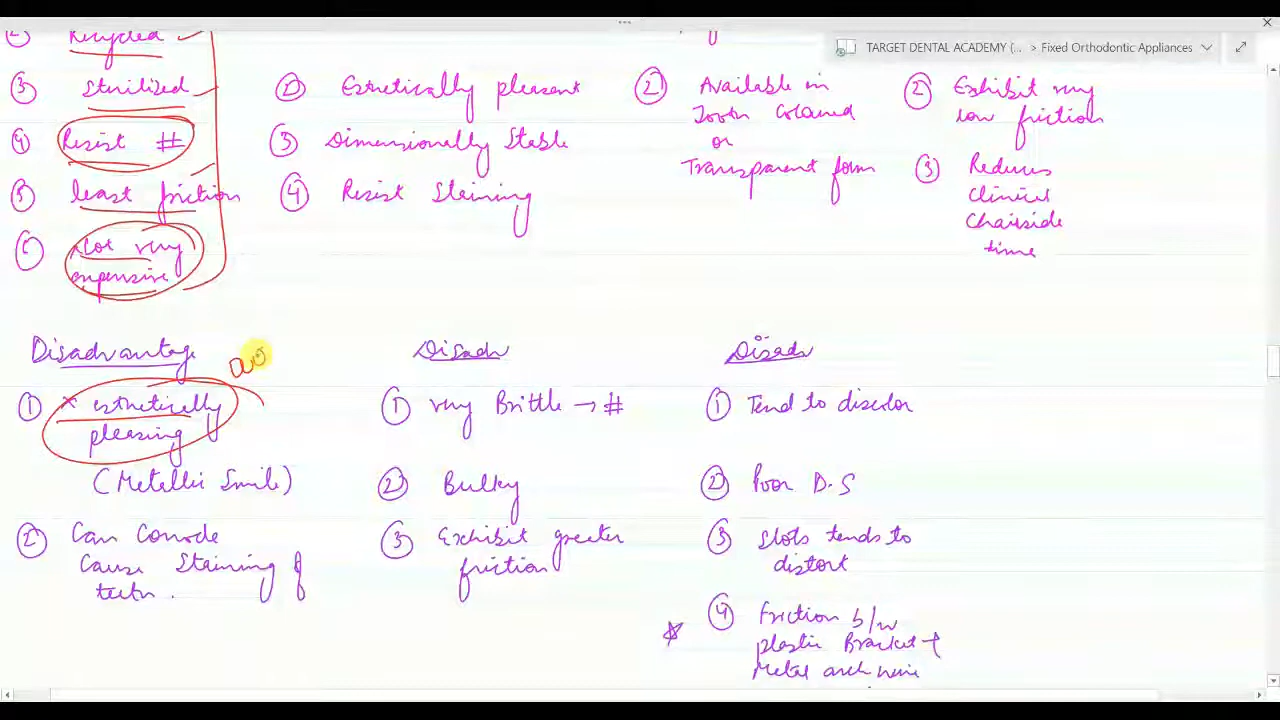 TARGET DENTAL ACADEMY (... > Fixed Orthodontic Appliances
② Recycled
③ Sterilized
④ Resist #
⑤ least friction
⑥ Not very
expensive
② Esthetically pleasent
③ Dimensionally Stable
④ Resist Staining
② Available in
Tooth Coloured
or
Transparent form
② Exhibit very
low friction
③ Reduces
Clinical
Chairside
time
Disadvantage
① × esthetically
pleasing
(Metallic Smile)
② Can Corrode
Cause Staining of
teeth.
Disadv
① very Brittle → #
② Bulky
③ Exhibit greater
friction
Disadv
① Tend to discolor
② Poor D.S
③ Slots tends to
distort
④ Friction b/w
plastic Bracket +
Metal arch wire